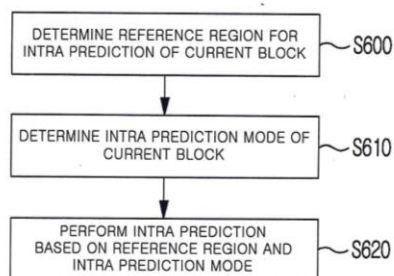 DETERMINE REFERENCE REGION FOR
INTRA PREDICTION OF CURRENT BLOCK
S600
DETERMINE INTRA PREDICTION MODE OF
CURRENT BLOCK
S610
PERFORM INTRA PREDICTION
BASED ON REFERENCE REGION AND
INTRA PREDICTION MODE
S620